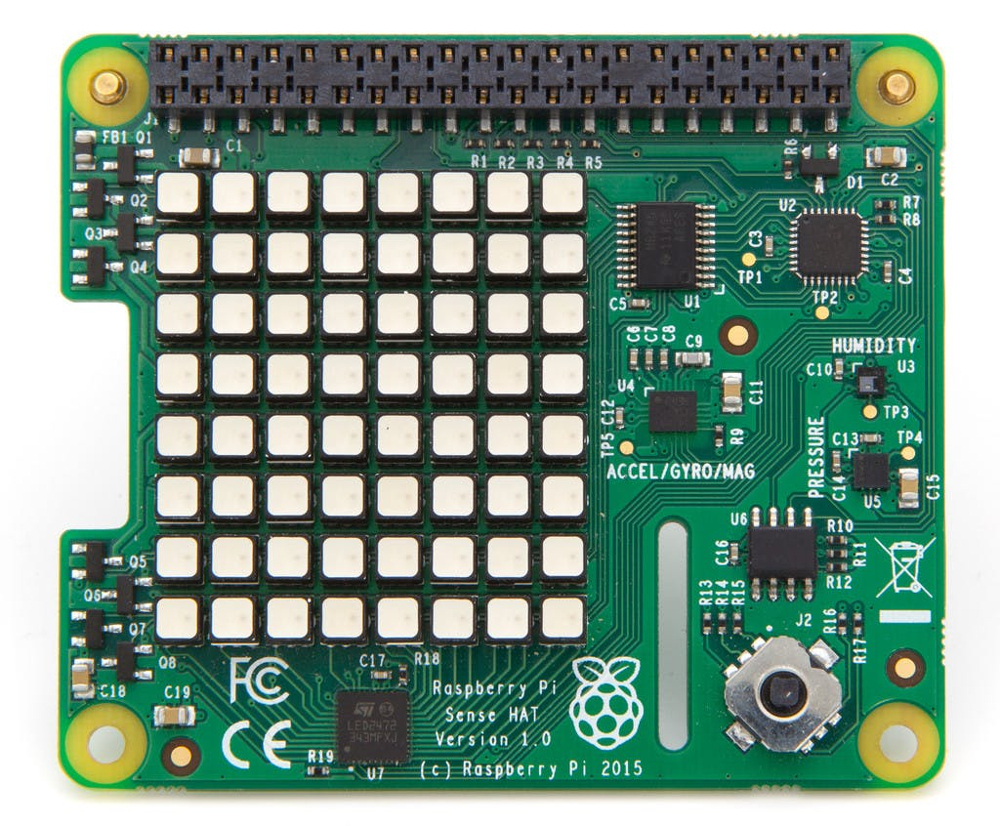 J1
FB1 Q1
C1
R1 R2 R3 R4 R5
R6
D1
C2
Q2
U2
R7
R8
Q3
C3
Q4
TP1
C4
C5
U1
TP2
C6
C7
C8
C9
HUMIDITY
U3
C10
U4
C11
TP3
C12
TP5
R9
PRESSURE
C13
TP4
ACCEL/GYRO/MAG
C14
U5
C15
U6
R10
R11
R12
C16
Q5
Q6
R13
R14
R15
J2
R16
R17
Q7
Q8
C17
R18
FC
C18
C19
Raspberry Pi
Sense HAT
Version 1.0
(c) Raspberry Pi 2015
CE
ST
LED2472
343MPXJ
R19
U7